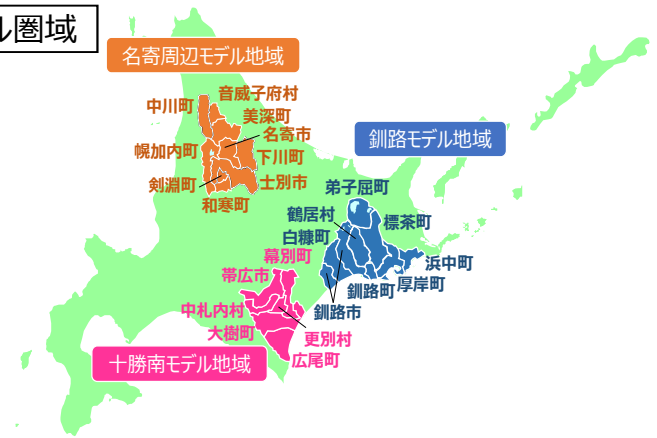 ル圏域
名寄周辺モデル地域
音威子府村
中川町
美深町
名寄市
幌加内町
下川町
剣淵町
士別市
和寒町
釧路モデル地域
弟子屈町
鶴居村
標茶町
白糠町
浜中町
厚岸町
釧路町
釧路市
幕別町
帯広市
中札内村
大樹町
更別村
広尾町
十勝南モデル地域